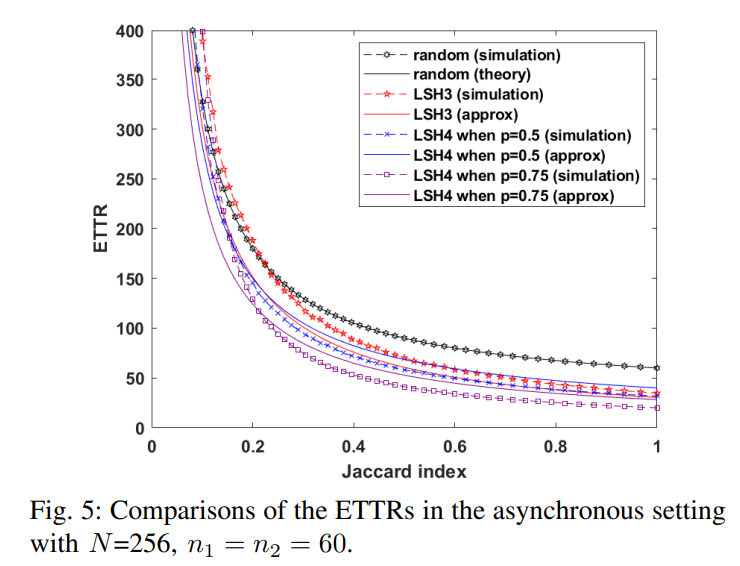 400
350
300
250
200
150
100
50
0
ETTR
random (simulation)
random (theory)
LSH3 (simulation)
LSH3 (approx)
LSH4 when p=0.5 (simulation)
LSH4 when p=0.5 (approx)
LSH4 when p=0.75 (simulation)
LSH4 when p=0.75 (approx)
0 0.2 0.4 0.6 0.8 1
Jaccard index
Fig. 5: Comparisons of the ETTRs in the asynchronous setting
with N=256, n₁ = n₂ = 60.